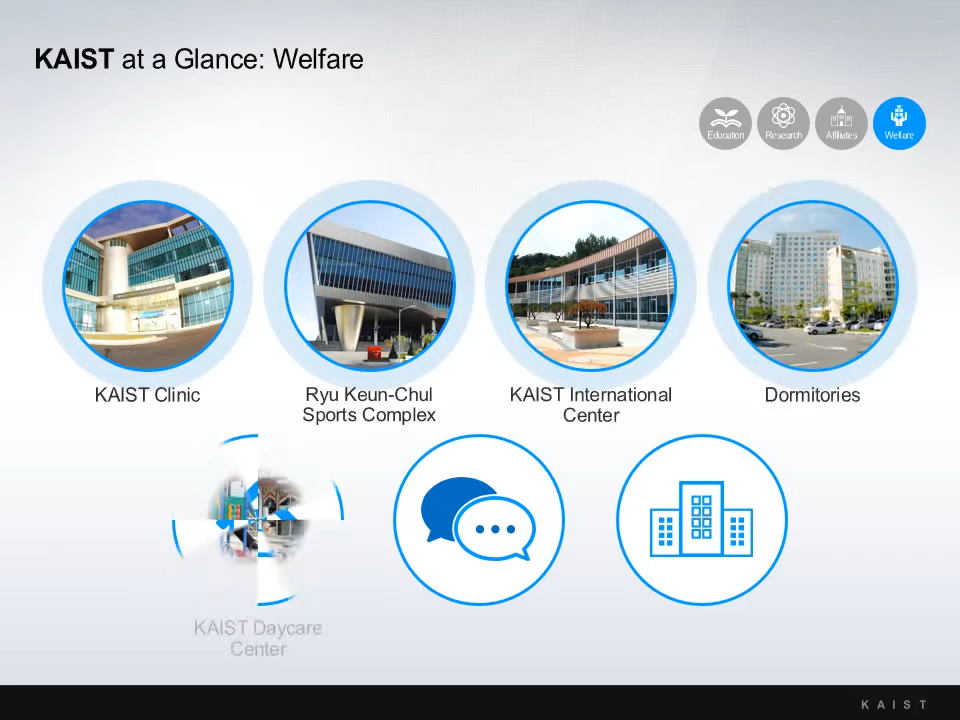 KAIST at a Glance: Welfare
Education
Research
Affiliates
Welfare
KAIST Clinic
Ryu Keun-Chul
Sports Complex
KAIST International
Center
Dormitories
KAIST Daycare
Center
KAIST